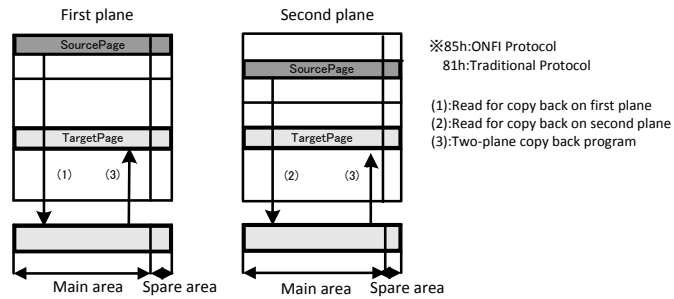 First plane
Second plane
SourcePage
SourcePage
TargetPage
TargetPage
(1) (3)
(2) (3)
Main area Spare area
Main area Spare area
※85h:ONFI Protocol
81h:Traditional Protocol
(1):Read for copy back on first plane
(2):Read for copy back on second plane
(3):Two-plane copy back program